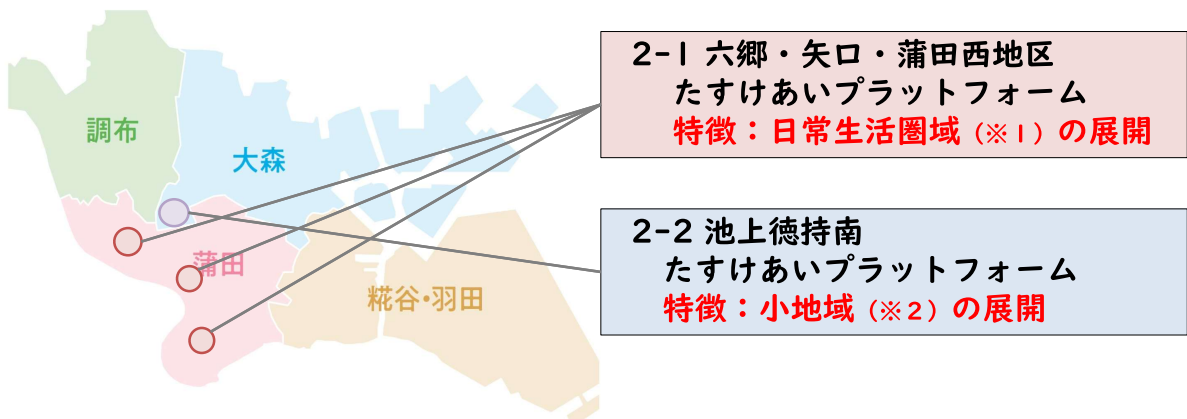 調布
大森
蒲田
糀谷・羽田
2-1 六郷・矢口・蒲田西地区
たすけあいプラットフォーム
特徴：日常生活圏域（※1）の展開
2-2 池上徳持南
たすけあいプラットフォーム
特徴：小地域（※2）の展開